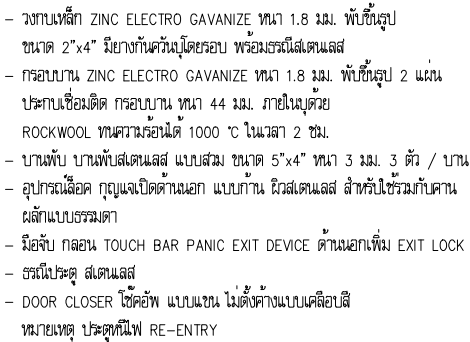 - วงกบเหล็ก ZINC ELECTRO GAVANIZE หนา 1.8 มม. พับขึ้นรูป
ขนาด 2"x4" มียางกันควันบุโดยรอบ พร้อมธรณีสเตนเลส
- กรอบบาน ZINC ELECTRO GAVANIZE หนา 1.8 มม. พับขึ้นรูป 2 แผ่น
ประกบเชื่อมติด กรอบบาน หนา 44 มม. ภายในบุด้วย
ROCKWOOL ทนความร้อนได้ 1000 °C ในเวลา 2 ชม.
- บานพับ บานพับสเตนเลส แบบสวม ขนาด 5"x4" หนา 3 มม. 3 ตัว / บาน
- อุปกรณ์ล็อค กุญแจเปิดด้านนอก แบบก้าน ผิวสเตนเลส สำหรับใช้ร่วมกับคาน
ผลักแบบธรรมดา
- มือจับ กลอน TOUCH BAR PANIC EXIT DEVICE ด้านนอกเพิ่ม EXIT LOCK
- ธรณีประตู สเตนเลส
- DOOR CLOSER โช๊คอัพ แบบแขน ไม่ตั้งค้างแบบเคลือบสี
หมายเหตุ ประตูหนีไฟ RE-ENTRY